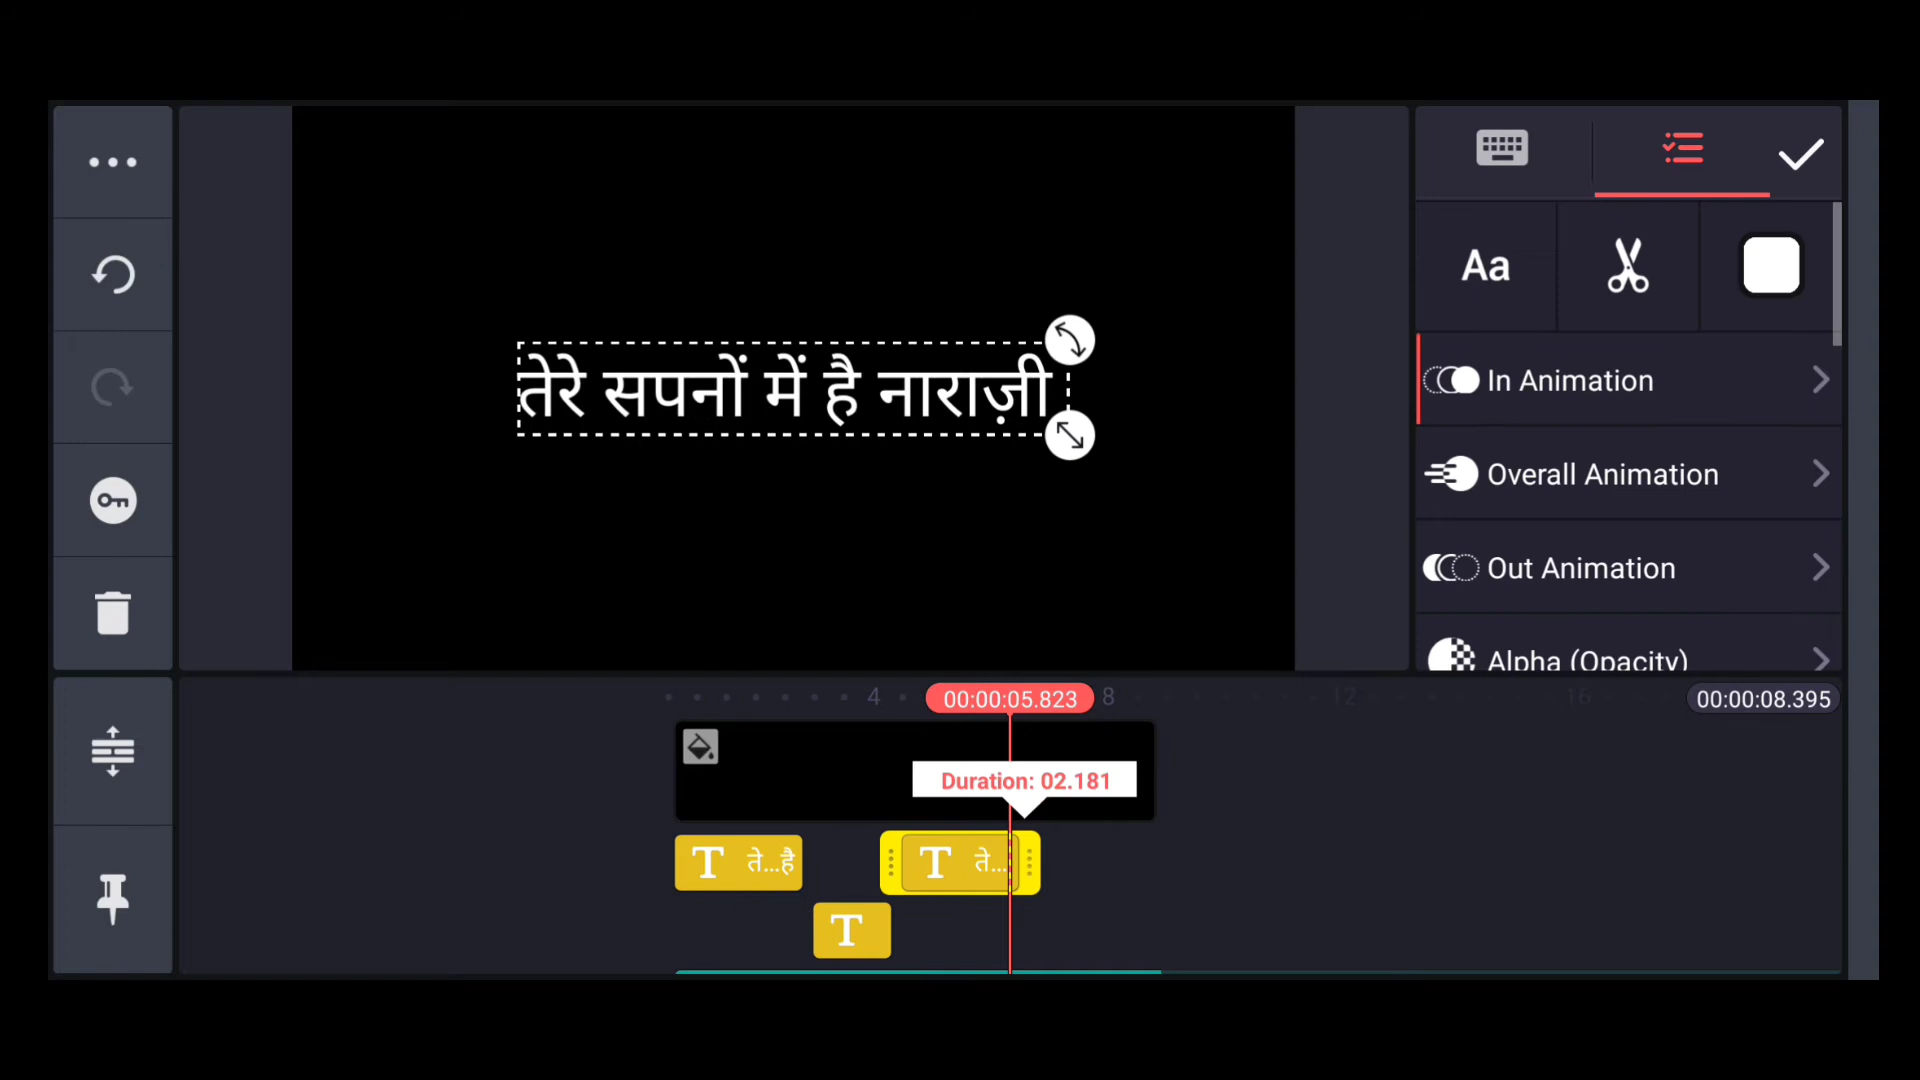 Aa
तेरे सपनों में है नाराज़ी
In Animation
Overall Animation
Out Animation
Alpha (Opacity)
4
00:00:05.823
8
12
16
00:00:08.395
Duration: 02.181
T ते...है
T ते...
T